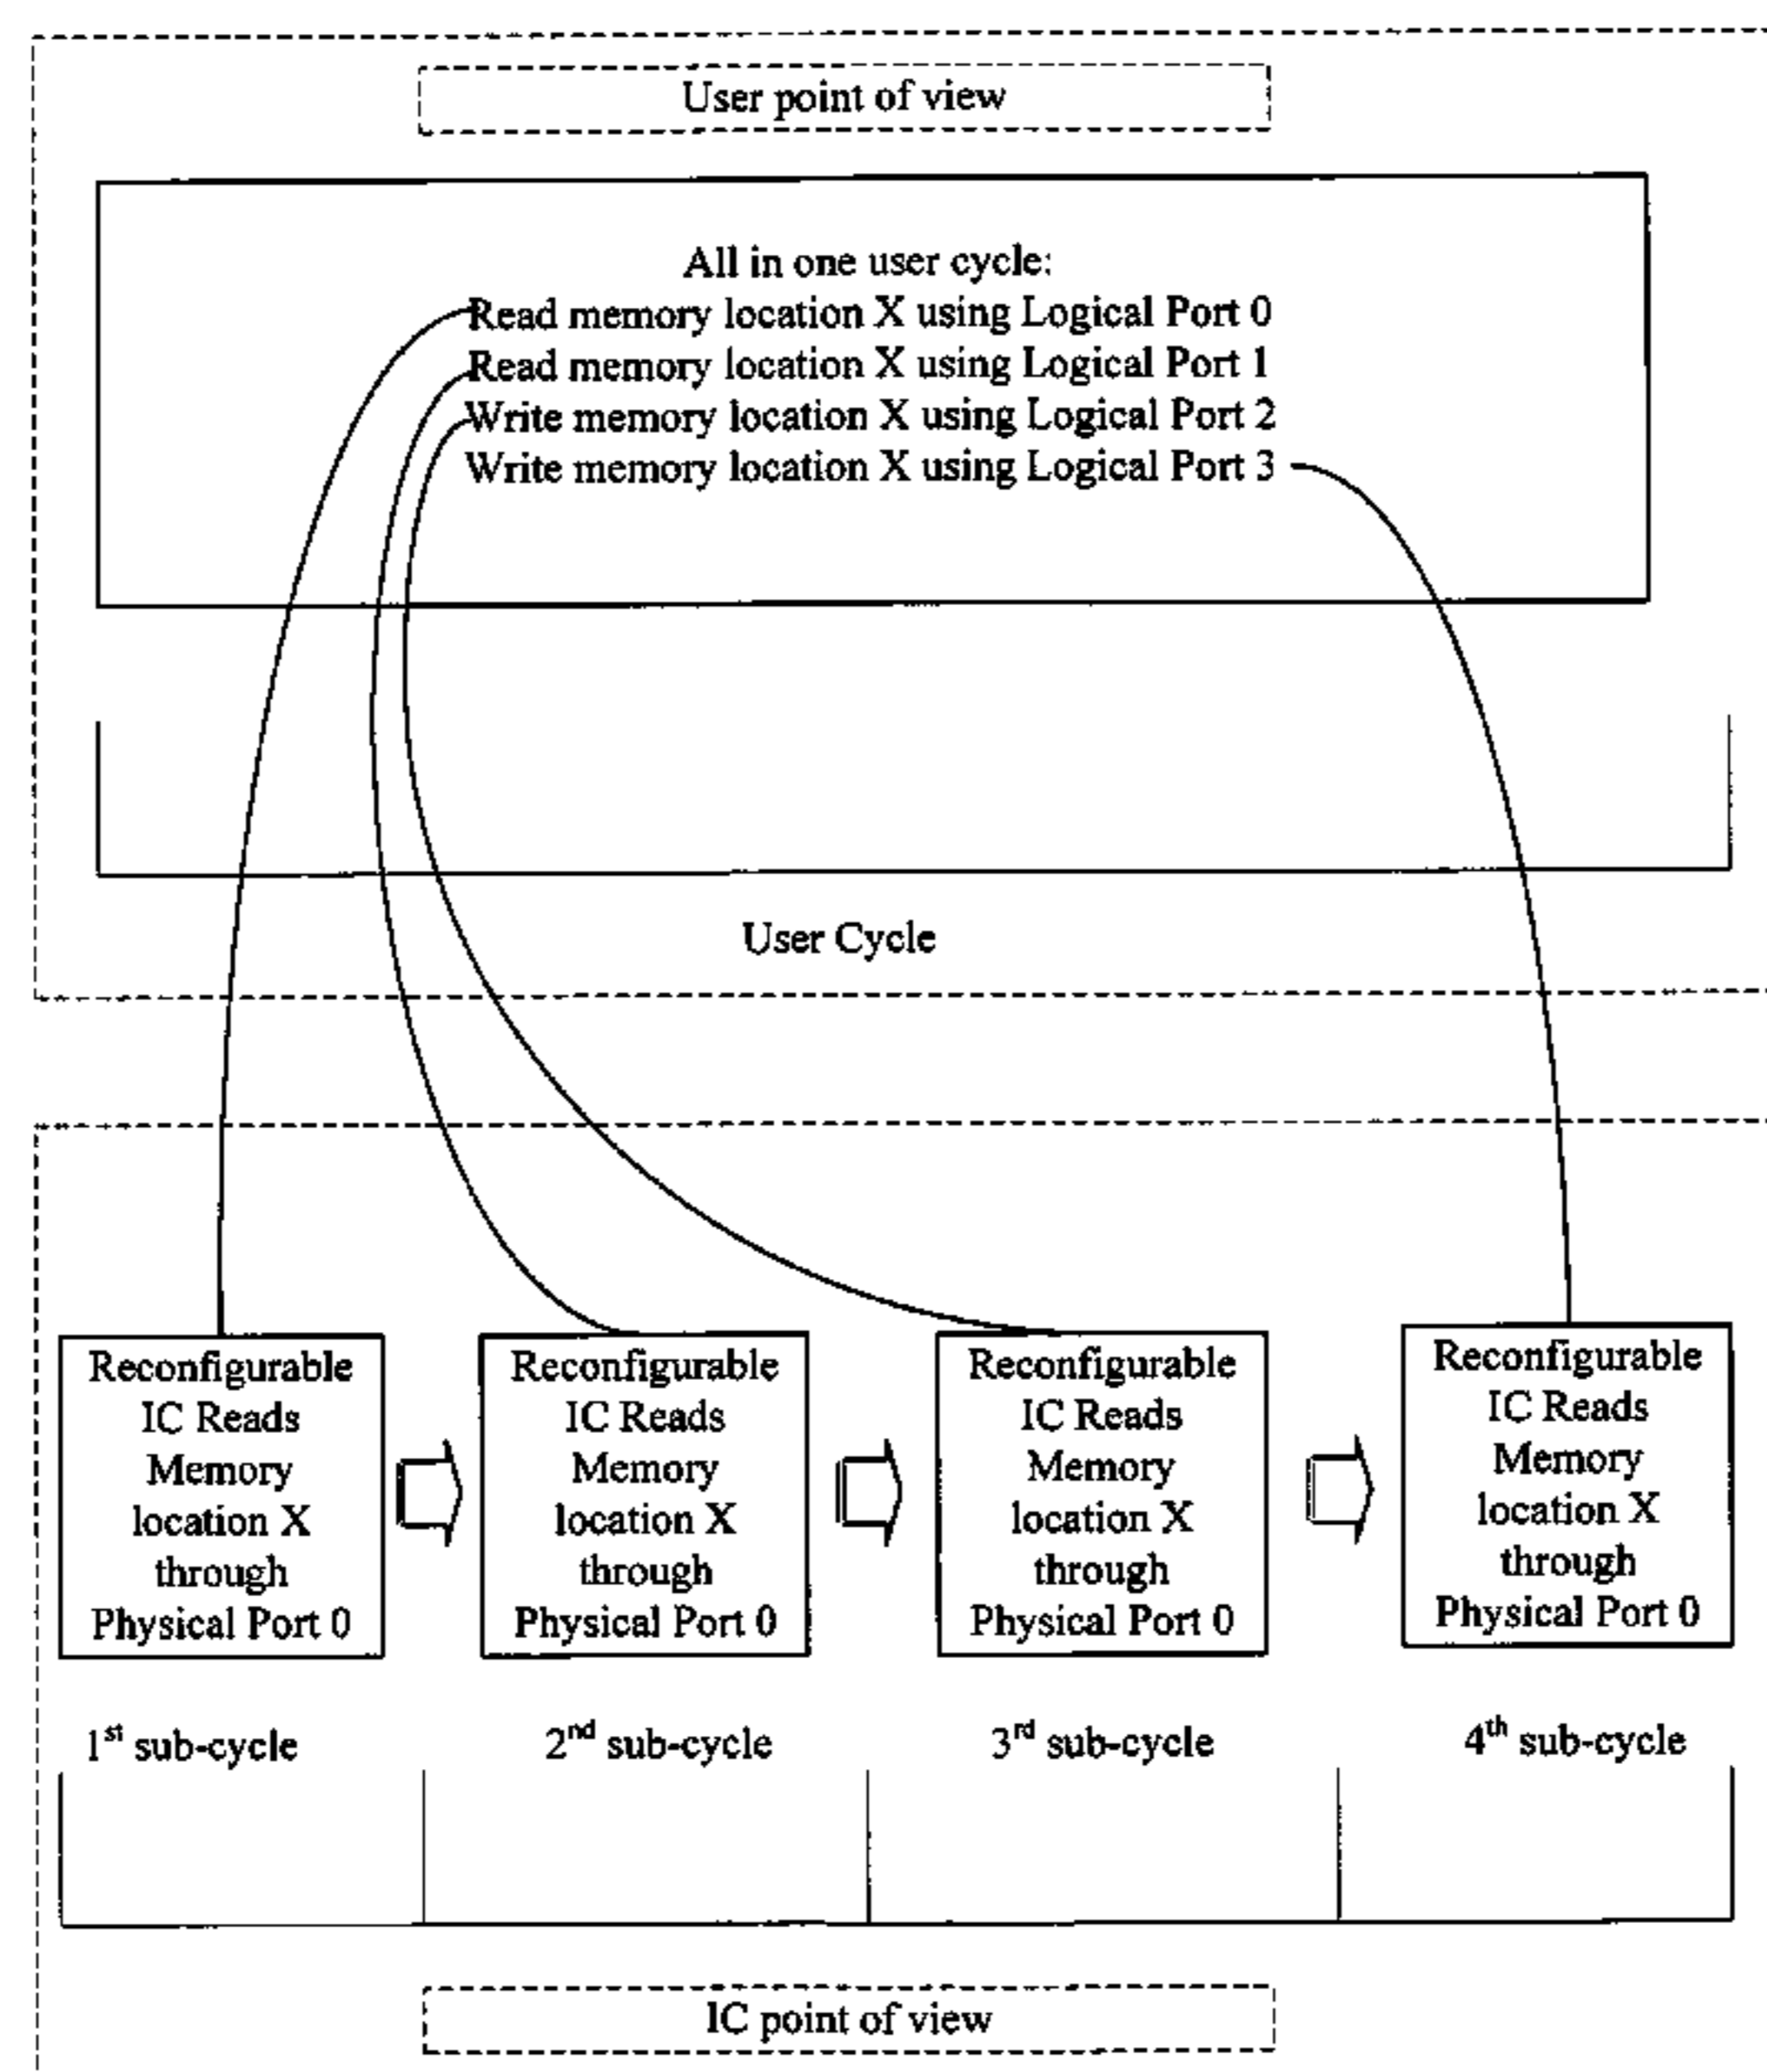 User point of view
All in one user cycle:
Read memory location X using Logical Port 0
Read memory location X using Logical Port 1
Write memory location X using Logical Port 2
Write memory location X using Logical Port 3
User Cycle
Reconfigurable
IC Reads
Memory
location X
through
Physical Port 0
Reconfigurable
IC Reads
Memory
location X
through
Physical Port 0
Reconfigurable
IC Reads
Memory
location X
through
Physical Port 0
Reconfigurable
IC Reads
Memory
location X
through
Physical Port 0
1st sub-cycle
2nd sub-cycle
3rd sub-cycle
4th sub-cycle
IC point of view